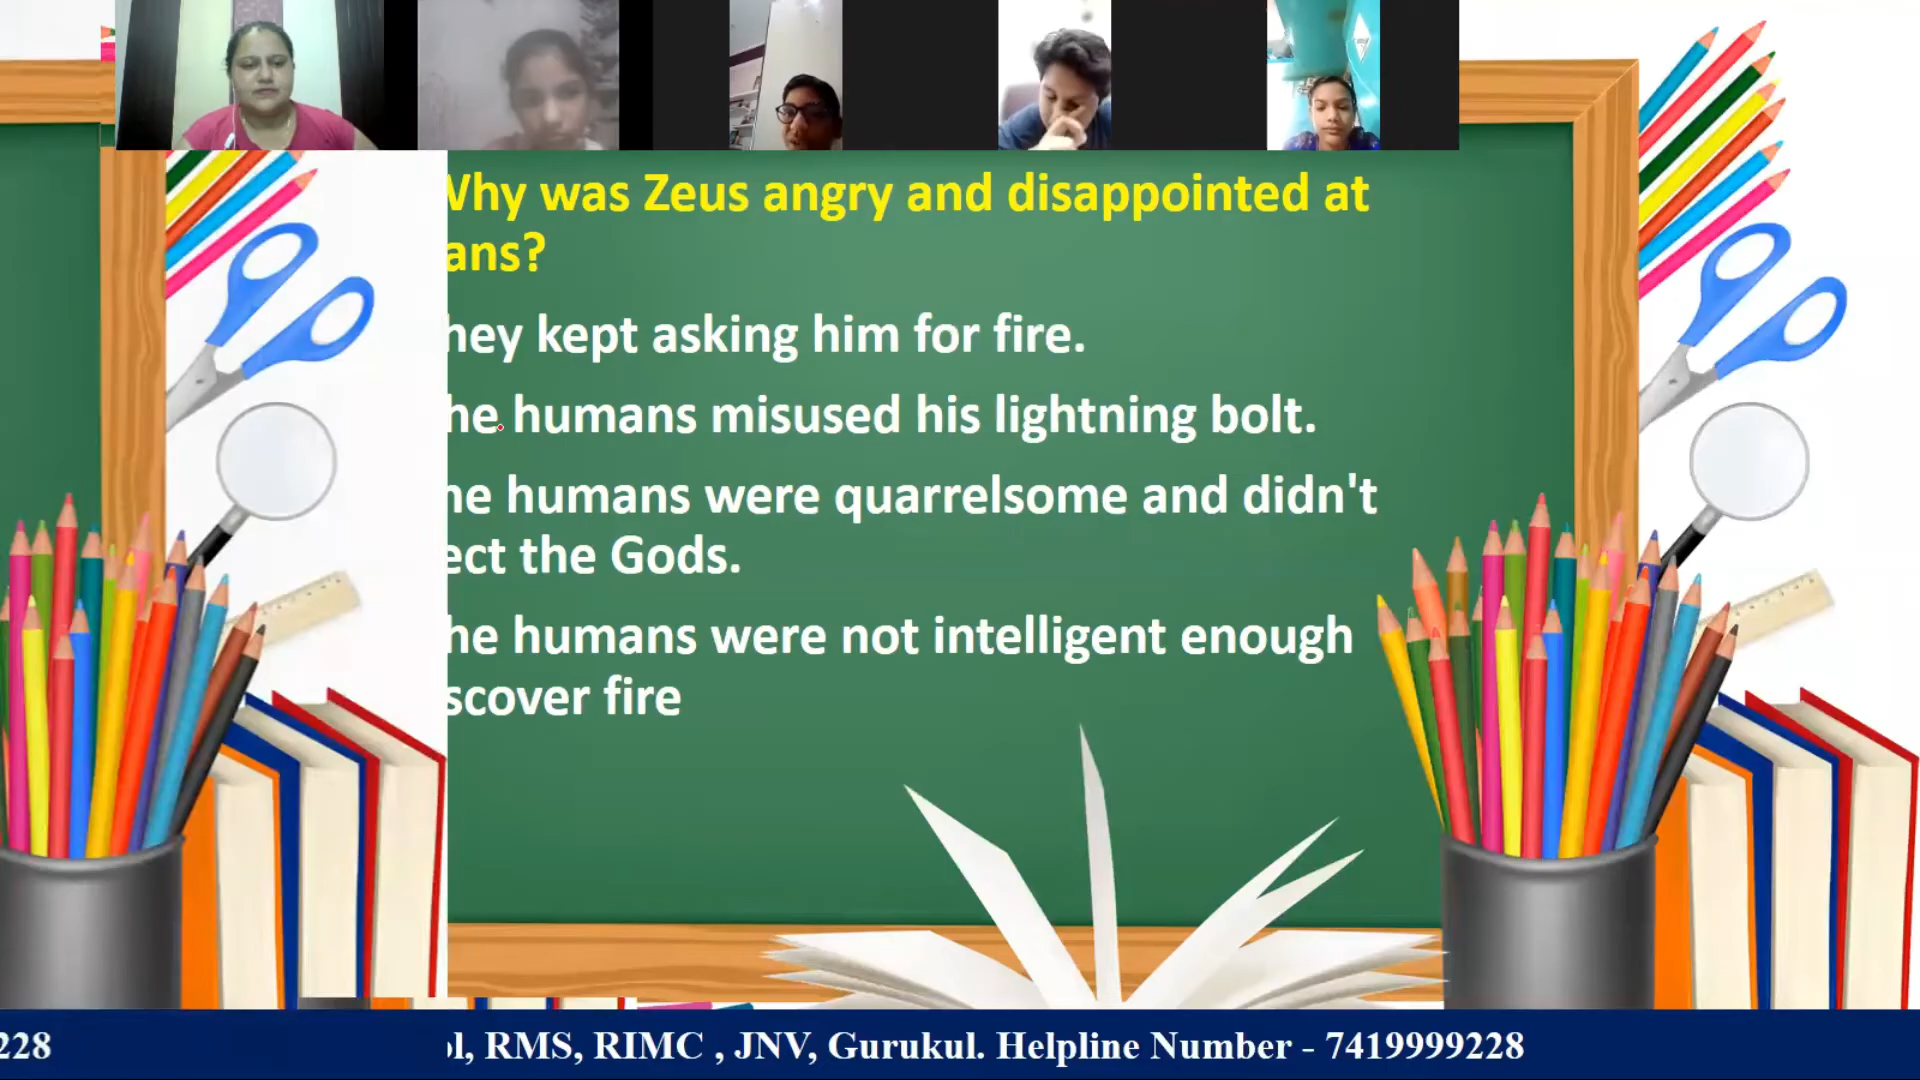 Why was Zeus angry and disappointed at
ans?
hey kept asking him for fire.
he humans misused his lightning bolt.
he humans were quarrelsome and didn't
ect the Gods.
he humans were not intelligent enough
scover fire
228 ol, RMS, RIMC , JNV, Gurukul. Helpline Number - 7419999228